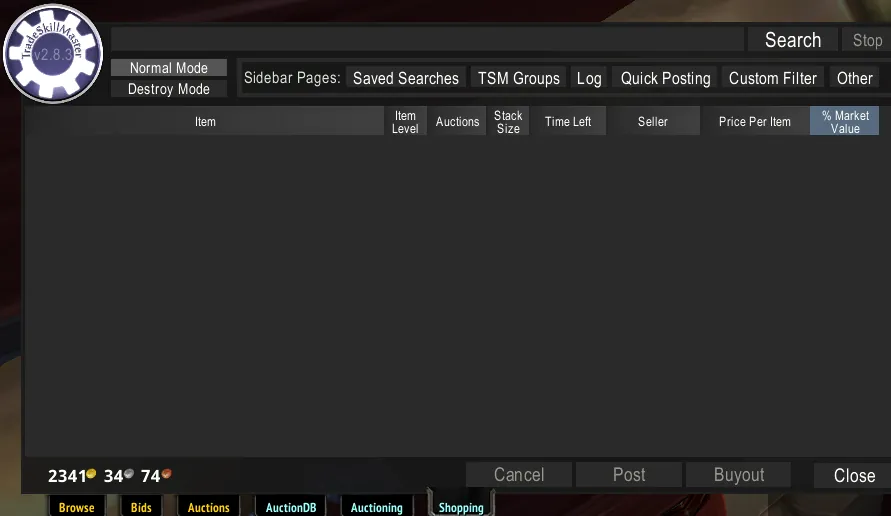 TradeSkillMaster
v2.8.3
Search Stop
Normal Mode
Destroy Mode
Sidebar Pages: Saved Searches TSM Groups Log Quick Posting Custom Filter Other
Item Item Level Auctions Stack Size Time Left Seller Price Per Item % Market Value
2341 34 74
Cancel Post Buyout Close
Browse Bids Auctions AuctionDB Auctioning Shopping